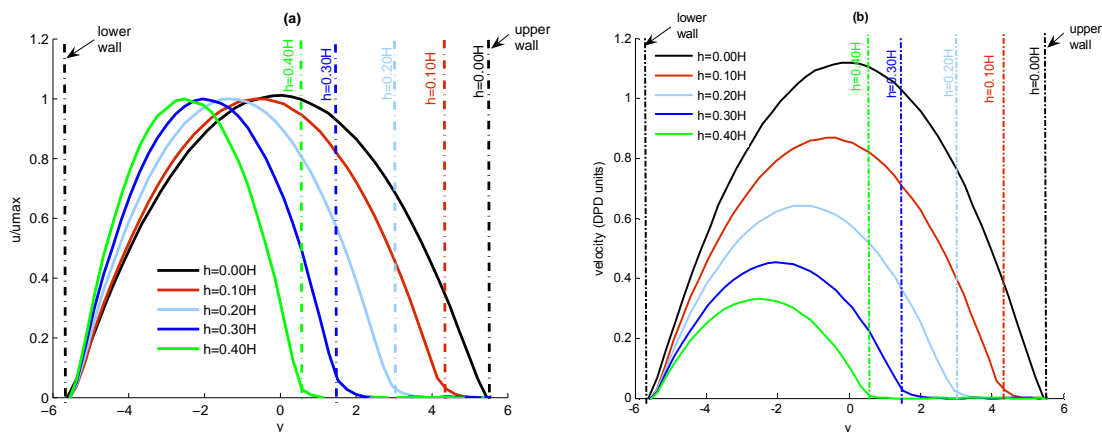 (a)
lower
wall
upper
wall
1.2
1
0.8
0.6
0.4
0.2
0
u/umax
h=0.40H
h=0.30H
h=0.20H
h=0.10H
h=0.00H
h=0.00H
h=0.10H
h=0.20H
h=0.30H
h=0.40H
−6
−4
−2
0
2
4
6
y
(b)
lower
wall
upper
wall
1.2
1
0.8
0.6
0.4
0.2
0
velocity (DPD units)
h=0.00H
h=0.10H
h=0.20H
h=0.30H
h=0.40H
h=0.40H
h=0.30H
h=0.20H
h=0.10H
h=0.00H
-6
-4
-2
0
2
4
6
y